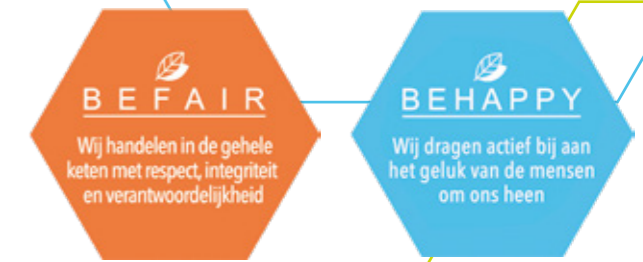 BEFAIR
Wij handelen in de gehele
keten met respect, integriteit
en verantwoordelijkheid
BEHAPPY
Wij dragen actief bij aan
het geluk van de mensen
om ons heen